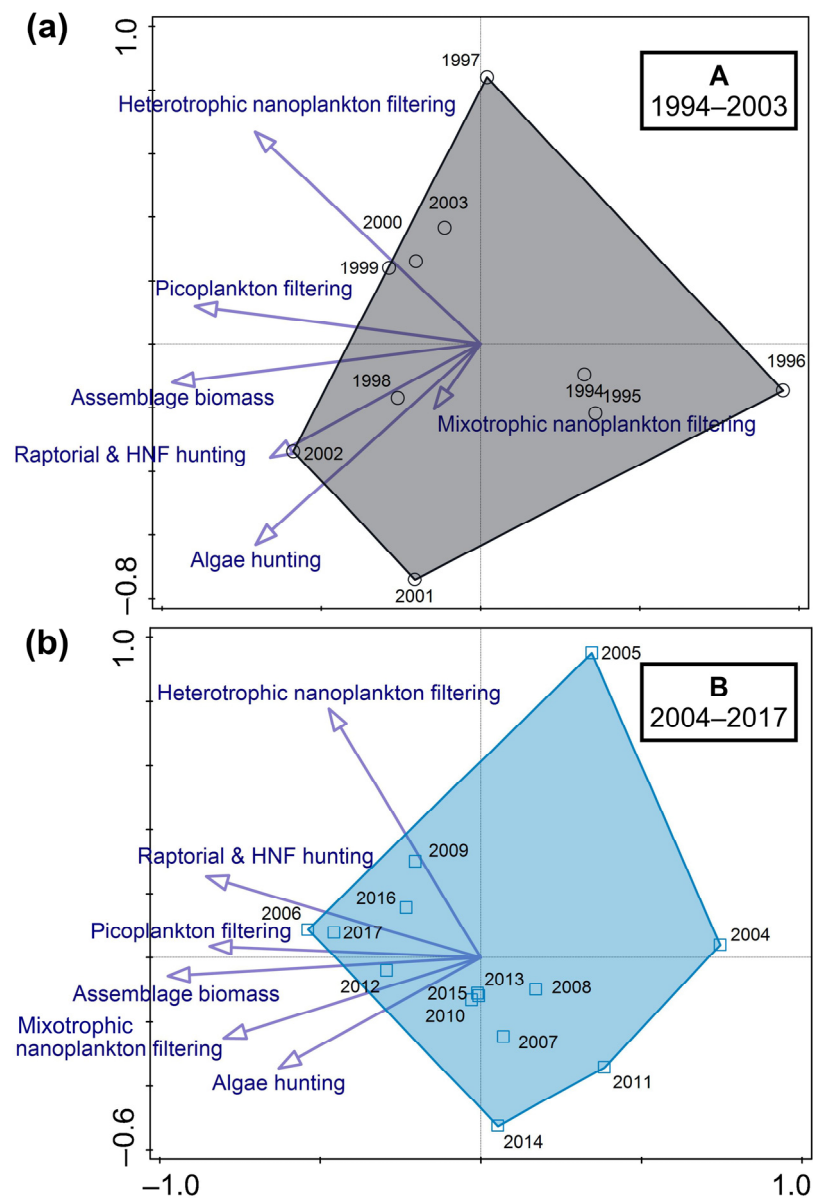 (a)
1.0
1997
A
1994–2003
Heterotrophic nanoplankton filtering
2003
2000
1999
Picoplankton filtering
1996
1998
1994
1995
Assemblage biomass
Mixotrophic nanoplankton filtering
Raptorial & HNF hunting
2002
Algae hunting
2001
–0.8
(b)
1.0
2005
B
2004–2017
Heterotrophic nanoplankton filtering
Raptorial & HNF hunting
2009
2016
2006
Picoplankton filtering
2017
2004
Assemblage biomass
2012
2013
2015
2008
2010
Mixotrophic
nanoplankton filtering
2007
Algae hunting
2011
2014
–0.6
–1.0
1.0